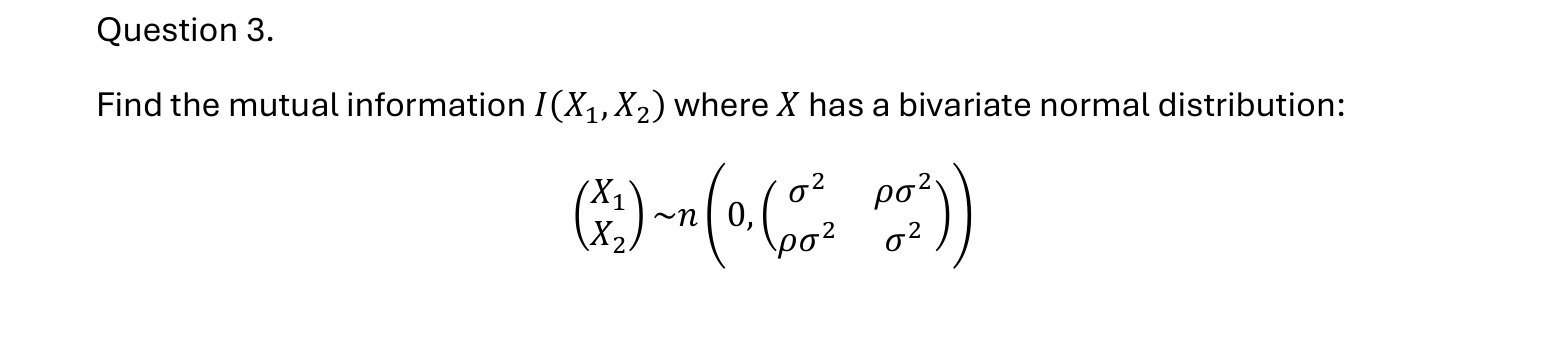 Question 3.
Find the mutual information I(X₁, X₂) where X has a bivariate normal distribution:
(X₁ X₂) ~n(0, (σ² ρσ² ρσ² σ²))